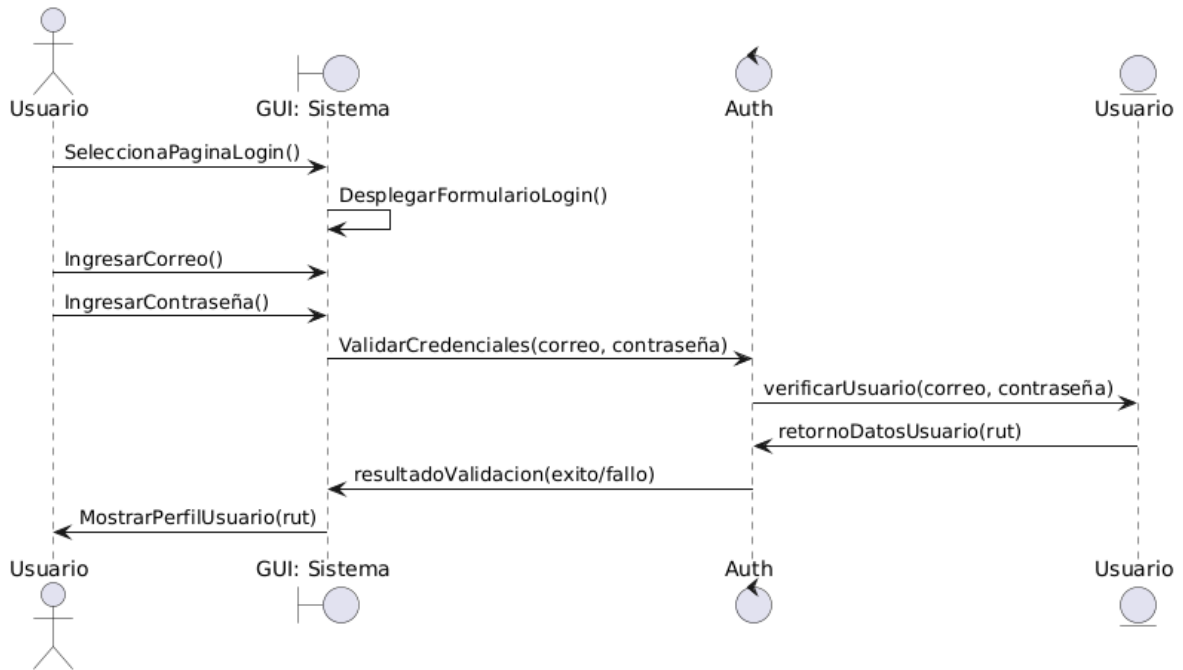 Usuario
GUI: Sistema
Auth
Usuario
SeleccionaPaginaLogin()
DesplegarFormularioLogin()
IngresarCorreo()
IngresarContraseña()
ValidarCredenciales(correo, contraseña)
verificarUsuario(correo, contraseña)
retornoDatosUsuario(rut)
resultadoValidacion(exito/fallo)
MostrarPerfilUsuario(rut)
Usuario
GUI: Sistema
Auth
Usuario